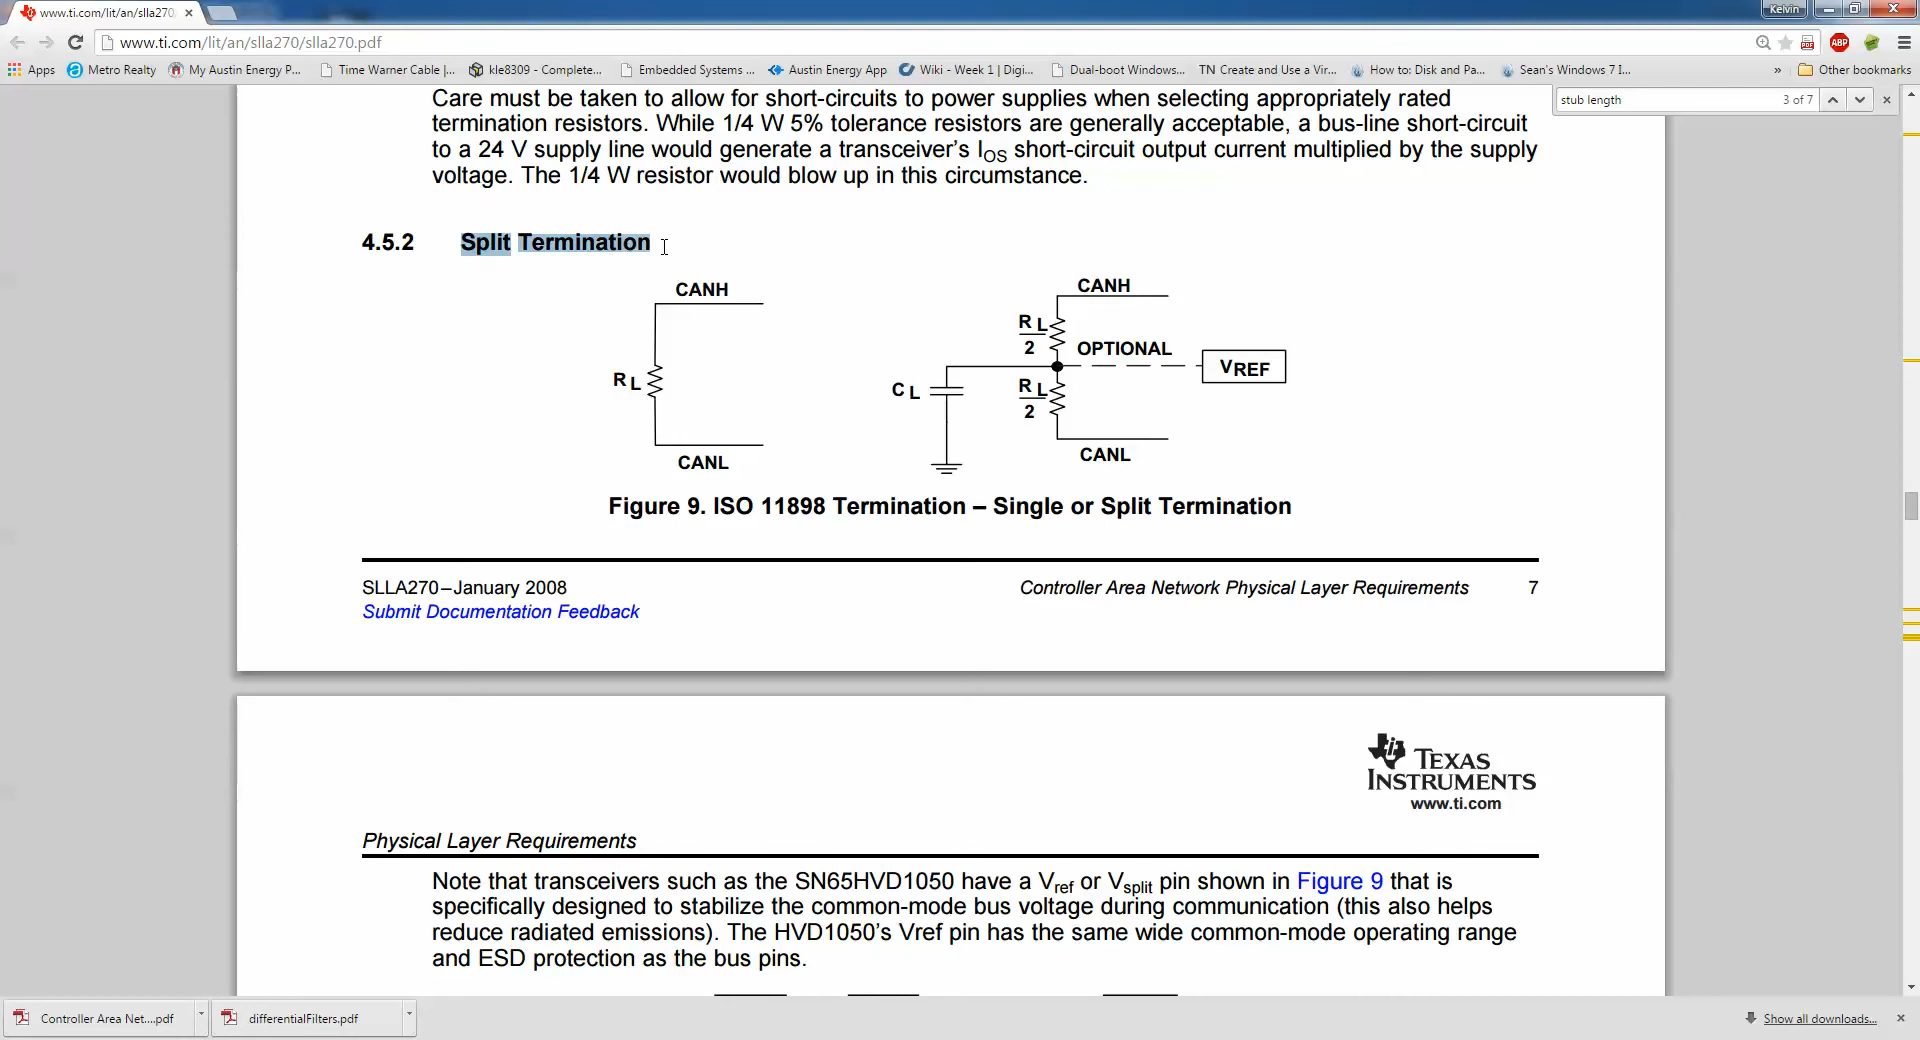 www.ti.com/lit/an/slla270
Kelvin
www.ti.com/lit/an/slla270/slla270.pdf
ABP
Apps
Metro Realty
My Austin Energy P...
Time Warner Cable |...
kle8309 - Complete...
Embedded Systems ...
Austin Energy App
Wiki - Week 1 | Digi...
Dual-boot Windows...
TN Create and Use a Vir...
How to: Disk and Pa...
Sean's Windows 7 I...
»
Other bookmarks
stub length 3 of 7
Care must be taken to allow for short-circuits to power supplies when selecting appropriately rated
termination resistors. While 1/4 W 5% tolerance resistors are generally acceptable, a bus-line short-circuit
to a 24 V supply line would generate a transceiver's IOS short-circuit output current multiplied by the supply
voltage. The 1/4 W resistor would blow up in this circumstance.
4.5.2 Split Termination
CANH
RL
CANL
CANH
RL
2
OPTIONAL
VREF
CL
RL
2
CANL
Figure 9. ISO 11898 Termination – Single or Split Termination
SLLA270–January 2008
Controller Area Network Physical Layer Requirements 7
Submit Documentation Feedback
TEXAS
INSTRUMENTS
www.ti.com
Physical Layer Requirements
Note that transceivers such as the SN65HVD1050 have a Vref or Vsplit pin shown in Figure 9 that is
specifically designed to stabilize the common-mode bus voltage during communication (this also helps
reduce radiated emissions). The HVD1050's Vref pin has the same wide common-mode operating range
and ESD protection as the bus pins.
Controller Area Net....pdf
differentialFilters.pdf
Show all downloads...